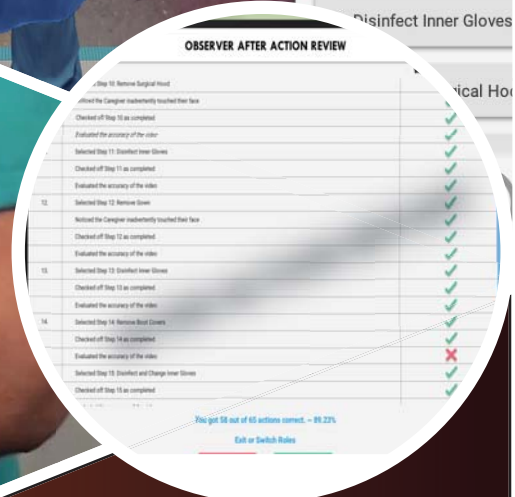 Disinfect Inner Gloves
OBSERVER AFTER ACTION REVIEW
Step 10: Remove Surgical Hood
Noticed the Caregiver inadvertently touched their face
ical Hoo
Checked off Step 10 as completed
Evaluated the accuracy of the video
Selected Step 11: Disinfect Inner Gloves
Checked off Step 11 as completed
Evaluated the accuracy of the video
12. Selected Step 12: Remove Gown
Noticed the Caregiver inadvertently touched their face
Checked off Step 12 as completed
Evaluated the accuracy of the video
13. Selected Step 13: Disinfect Inner Gloves
Checked off Step 13 as completed
Evaluated the accuracy of the video
14. Selected Step 14: Remove Boot Covers
Checked off Step 14 as completed
Evaluated the accuracy of the video
Selected Step 15: Disinfect and Change Inner Gloves
Checked off Step 15 as completed
You got 58 out of 65 actions correct. ~ 89.23%
Exit or Switch Roles